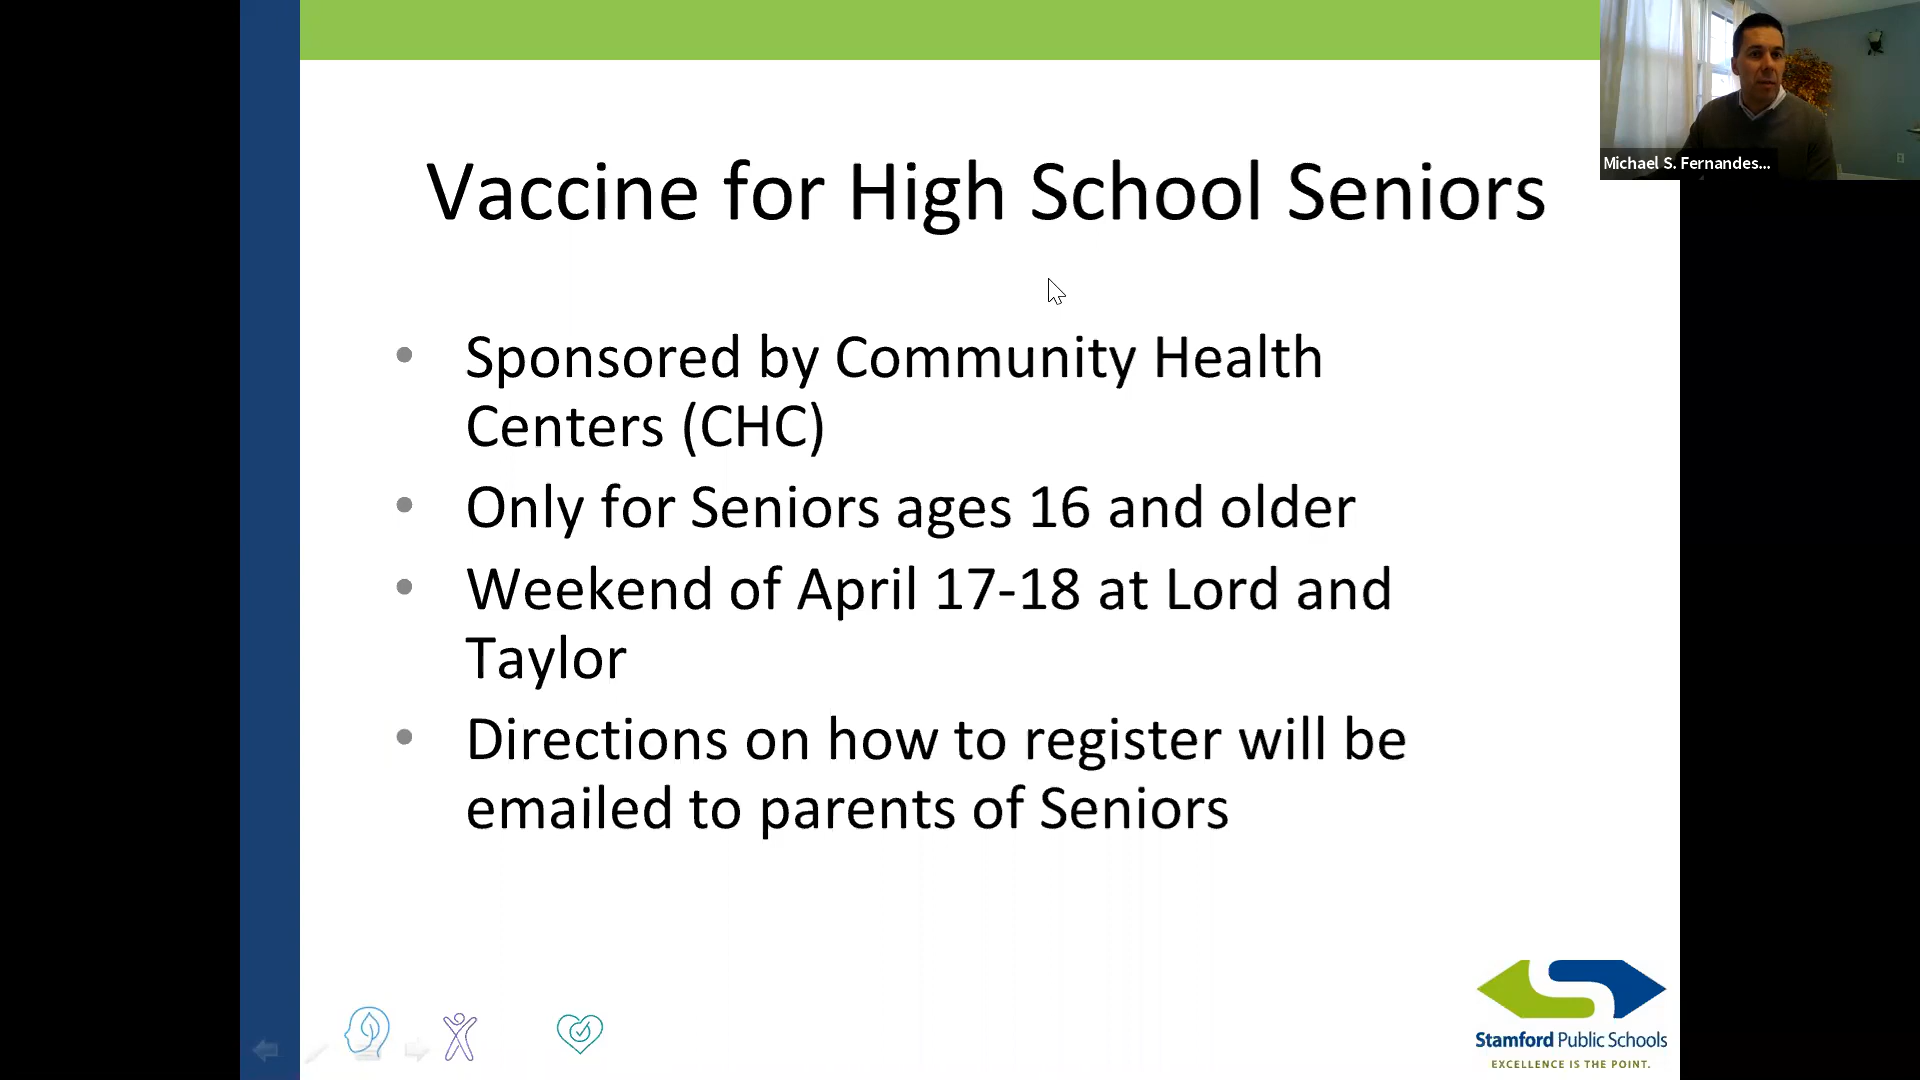 Vaccine for High School Seniors
Michael S. Fernandes...
• Sponsored by Community Health
Centers (CHC)
• Only for Seniors ages 16 and older
• Weekend of April 17-18 at Lord and
Taylor
• Directions on how to register will be
emailed to parents of Seniors
Stamford Public Schools
EXCELLENCE IS THE POINT.